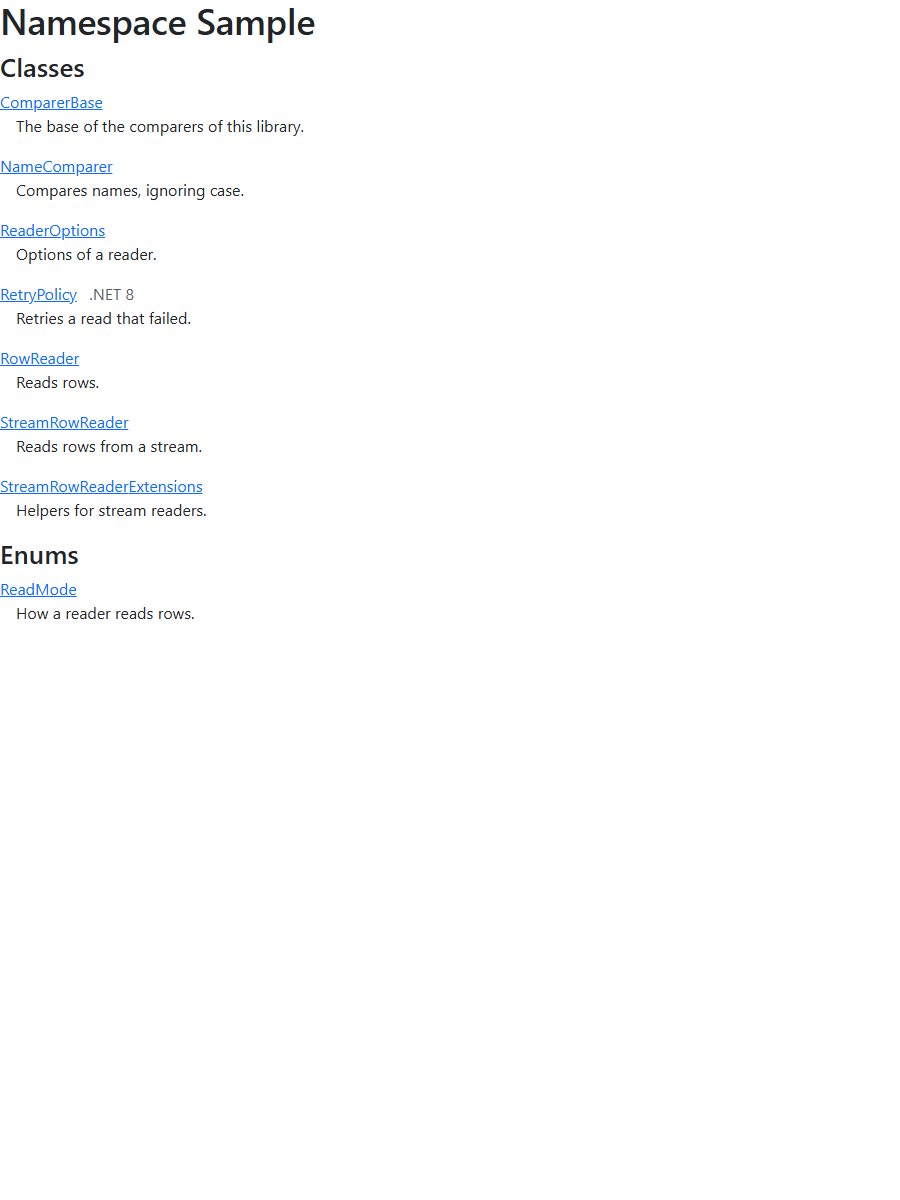 Namespace Sample
Classes
ComparerBase
The base of the comparers of this library.
NameComparer
Compares names, ignoring case.
ReaderOptions
Options of a reader.
RetryPolicy .NET 8
Retries a read that failed.
RowReader
Reads rows.
StreamRowReader
Reads rows from a stream.
StreamRowReaderExtensions
Helpers for stream readers.
Enums
ReadMode
How a reader reads rows.